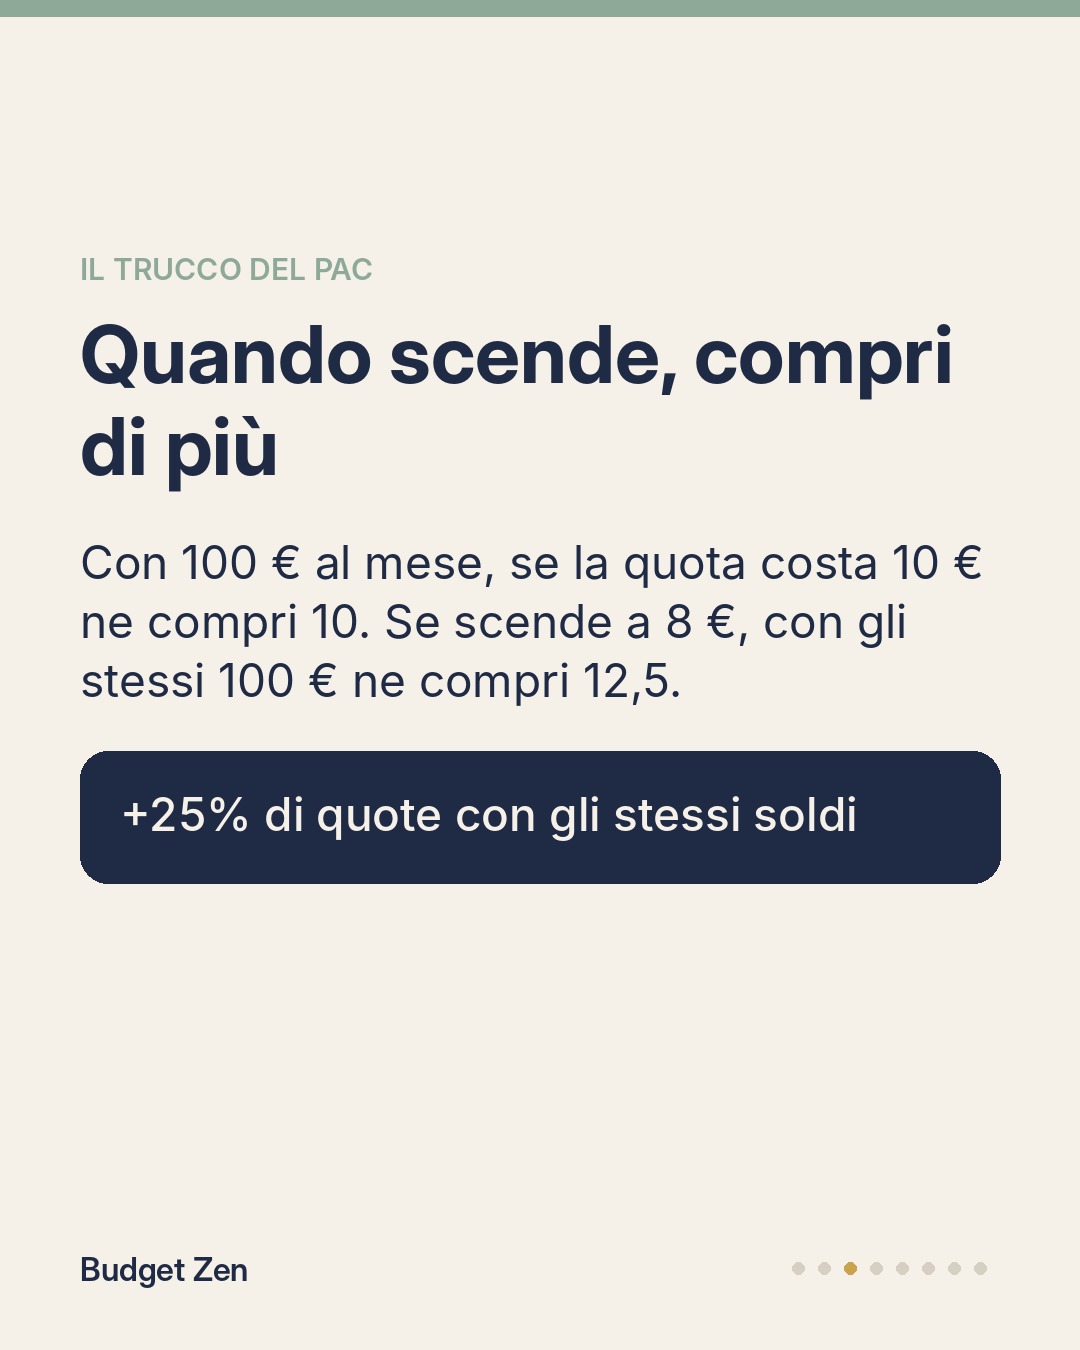 IL TRUCCO DEL PAC
Quando scende, compri
di più
Con 100 € al mese, se la quota costa 10 €
ne compri 10. Se scende a 8 €, con gli
stessi 100 € ne compri 12,5.
+25% di quote con gli stessi soldi
Budget Zen